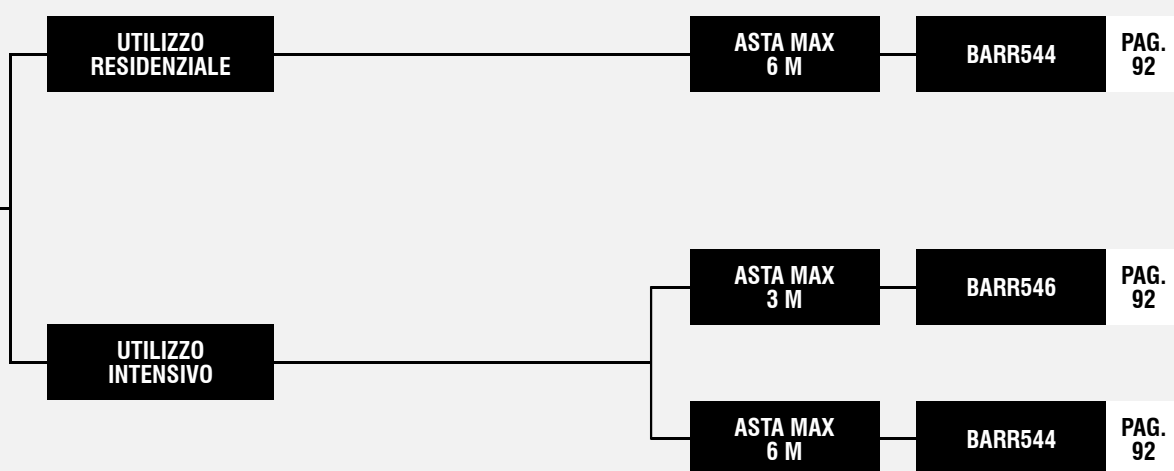 UTILIZZO
RESIDENZIALE
ASTA MAX
6 M
BARR544
PAG.
92
ASTA MAX
3 M
BARR546
PAG.
92
UTILIZZO
INTENSIVO
ASTA MAX
6 M
BARR544
PAG.
92